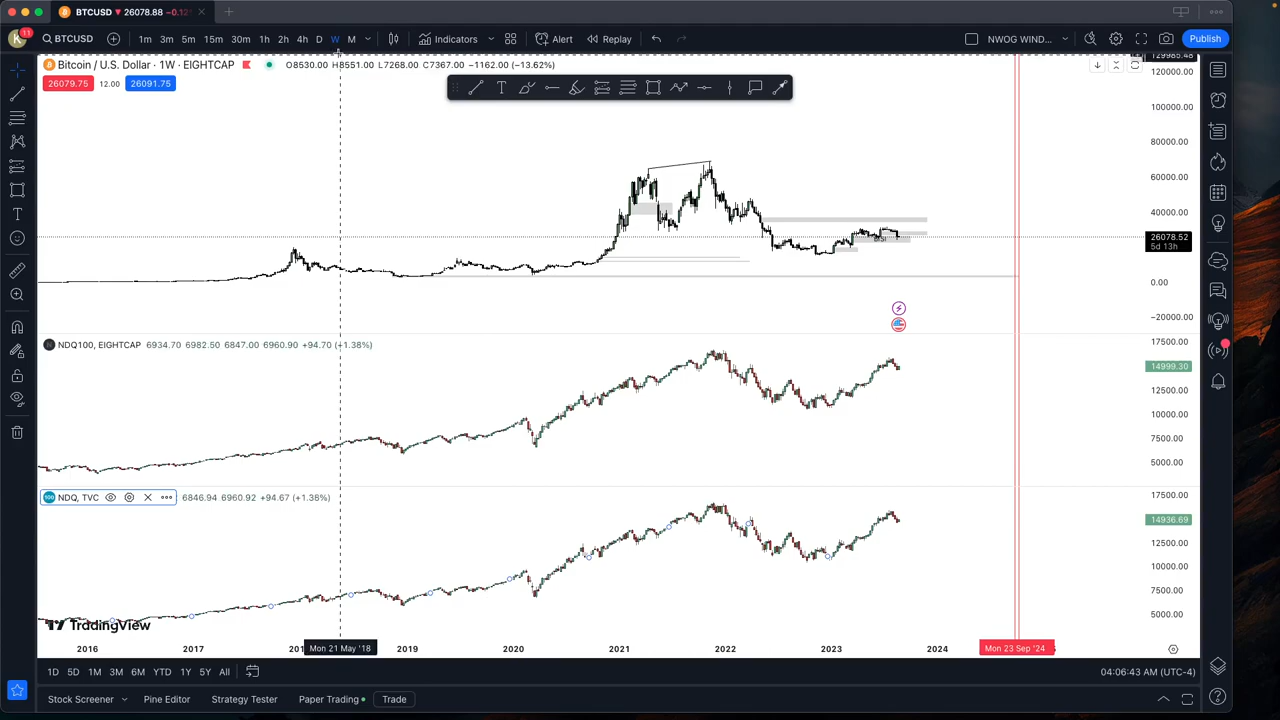 BTCUSD ▼ 26078.88 −0.12%
K 11 BTCUSD 1m 3m 5m 15m 30m 1h 2h 4h D W M Indicators Alert Replay NWOG WIND... Publish
Bitcoin / U.S. Dollar · 1W · EIGHTCAP O8530.00 H8551.00 L7268.00 C7367.00 −1162.00 (−13.62%)
26079.75 12.00 26091.75
129985.48
120000.00
100000.00
80000.00
60000.00
40000.00
26078.52
5d 13h
0.00
−20000.00
NDQ100, EIGHTCAP 6934.70 6982.50 6847.00 6960.90 +94.70 (+1.38%)
17500.00
14999.30
12500.00
10000.00
7500.00
5000.00
NDQ, TVC 6846.94 6960.92 +94.67 (+1.38%)
17500.00
14936.69
12500.00
10000.00
7500.00
5000.00
TradingView
2016 2017 201 Mon 21 May '18 2019 2020 2021 2022 2023 2024 Mon 23 Sep '24
1D 5D 1M 3M 6M YTD 1Y 5Y All 04:06:43 AM (UTC-4)
Stock Screener Pine Editor Strategy Tester Paper Trading Trade